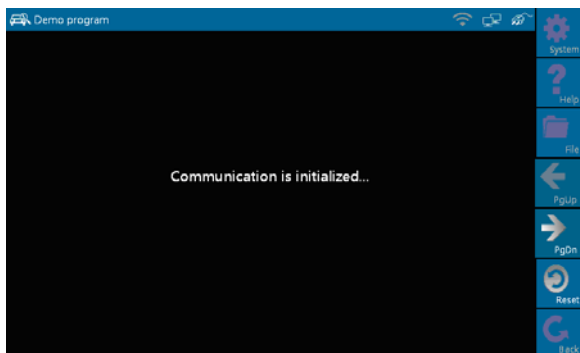 Demo program
System
Help
File
Communication is initialized...
PgUp
PgDn
Reset
Back